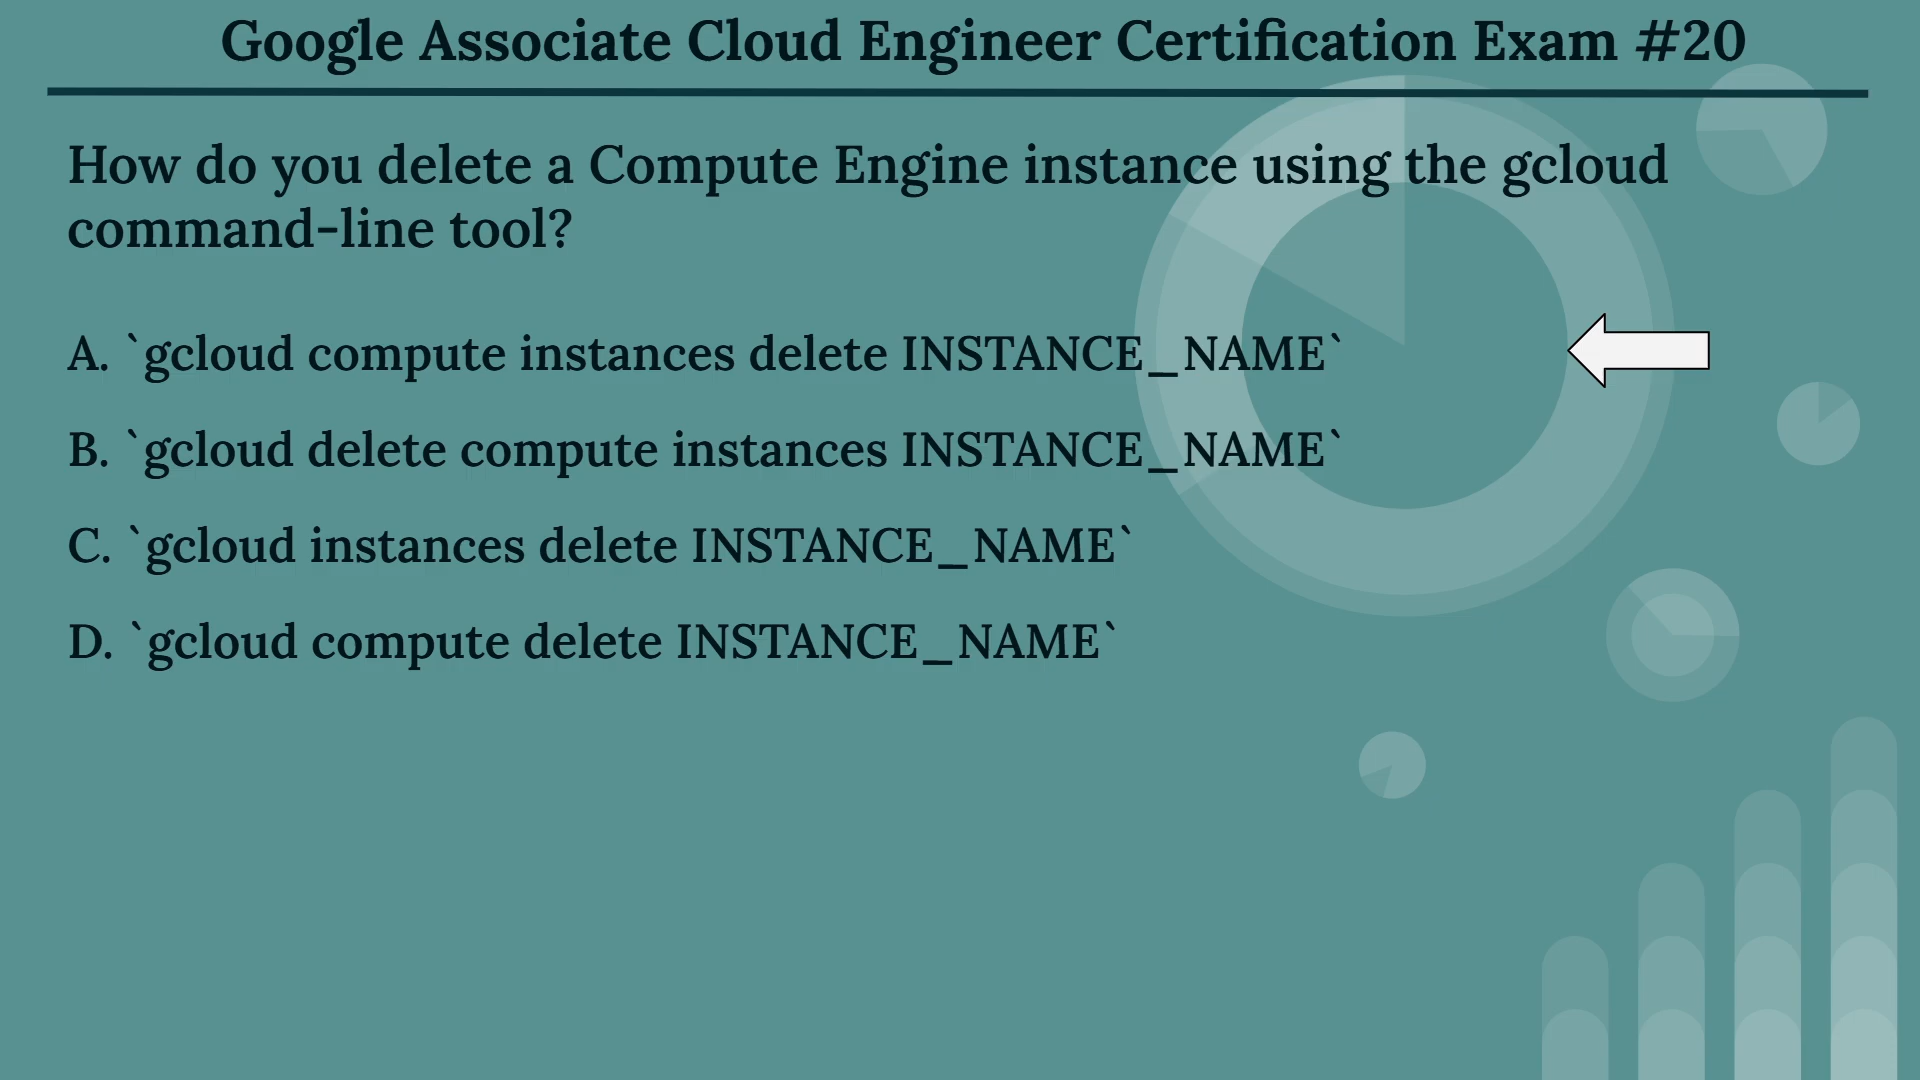 Google Associate Cloud Engineer Certification Exam #20
How do you delete a Compute Engine instance using the gcloud
command-line tool?
A. `gcloud compute instances delete INSTANCE_NAME`
B. `gcloud delete compute instances INSTANCE_NAME`
C. `gcloud instances delete INSTANCE_NAME`
D. `gcloud compute delete INSTANCE_NAME`